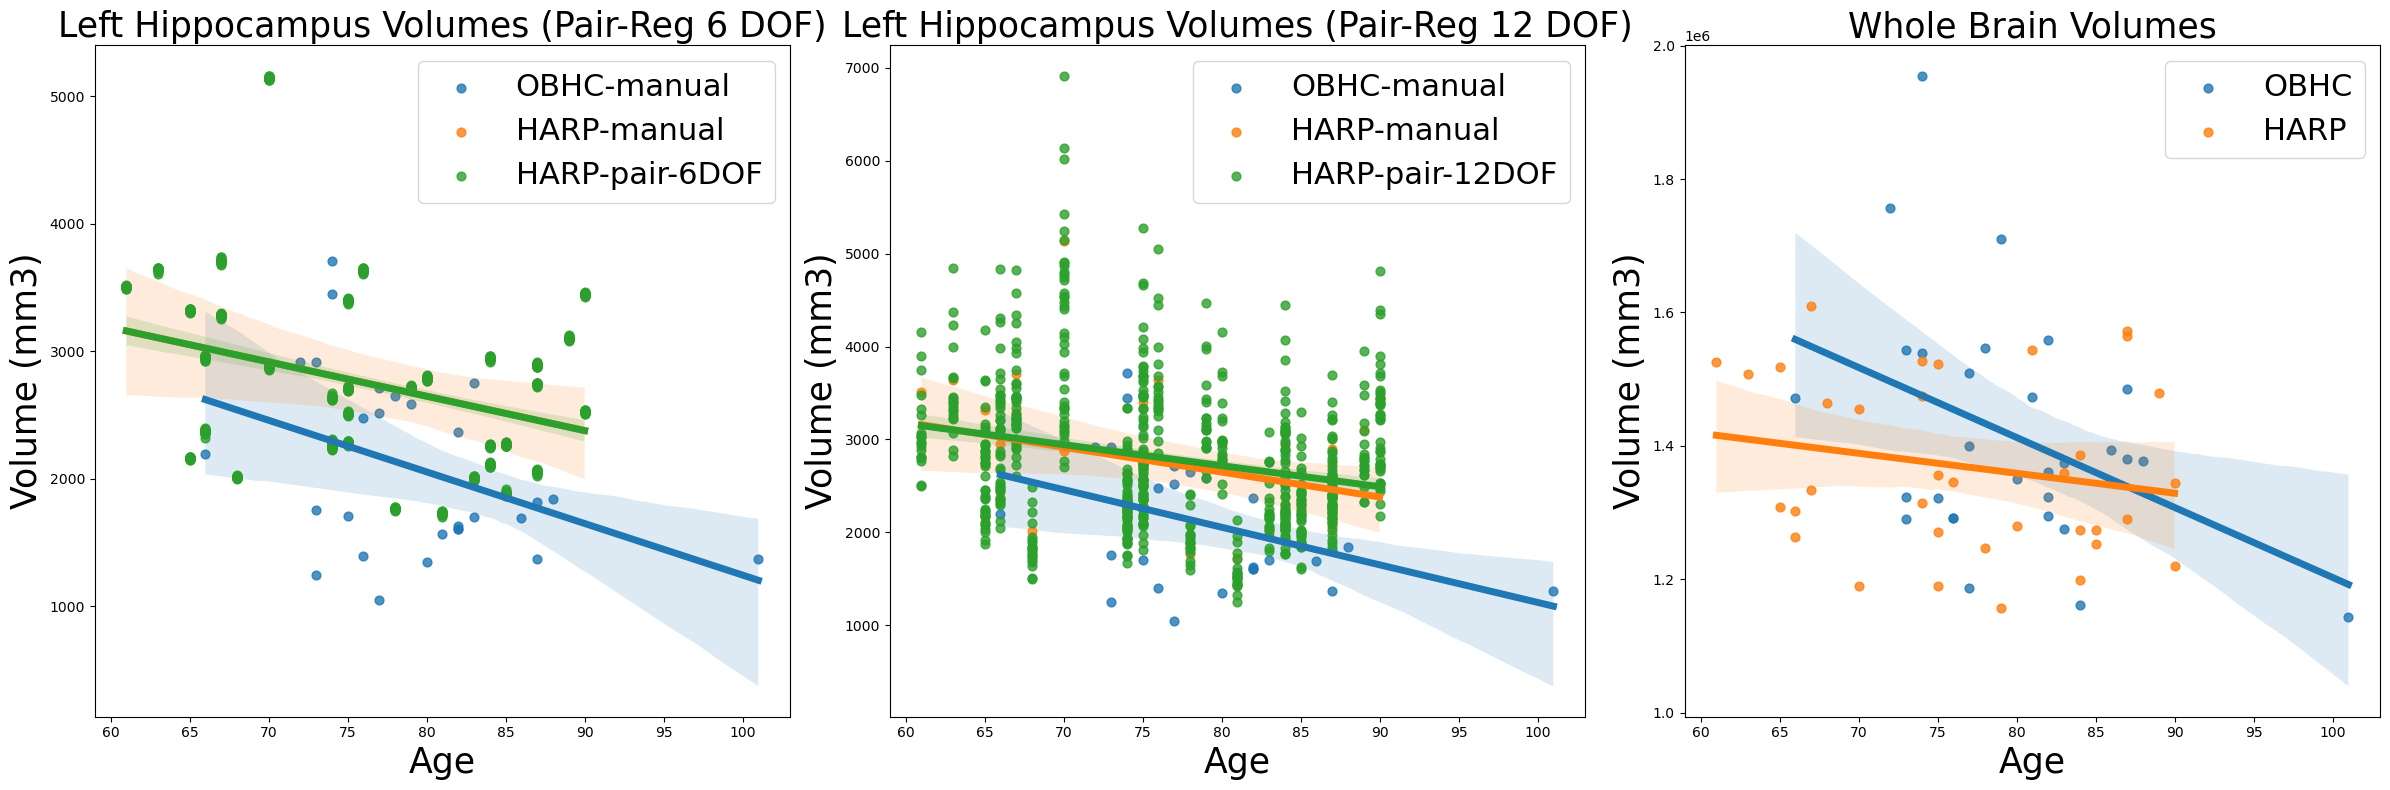 Left Hippocampus Volumes (Pair-Reg 6 DOF)
Volume (mm3)
5000
4000
3000
2000
1000
OBHC-manual
HARP-manual
HARP-pair-6DOF
60 65 70 75 80 85 90 95 100
Age
Left Hippocampus Volumes (Pair-Reg 12 DOF)
Volume (mm3)
7000
6000
5000
4000
3000
2000
1000
OBHC-manual
HARP-manual
HARP-pair-12DOF
60 65 70 75 80 85 90 95 100
Age
Whole Brain Volumes
1e6
Volume (mm3)
2.0
1.8
1.6
1.4
1.2
1.0
OBHC
HARP
60 65 70 75 80 85 90 95 100
Age